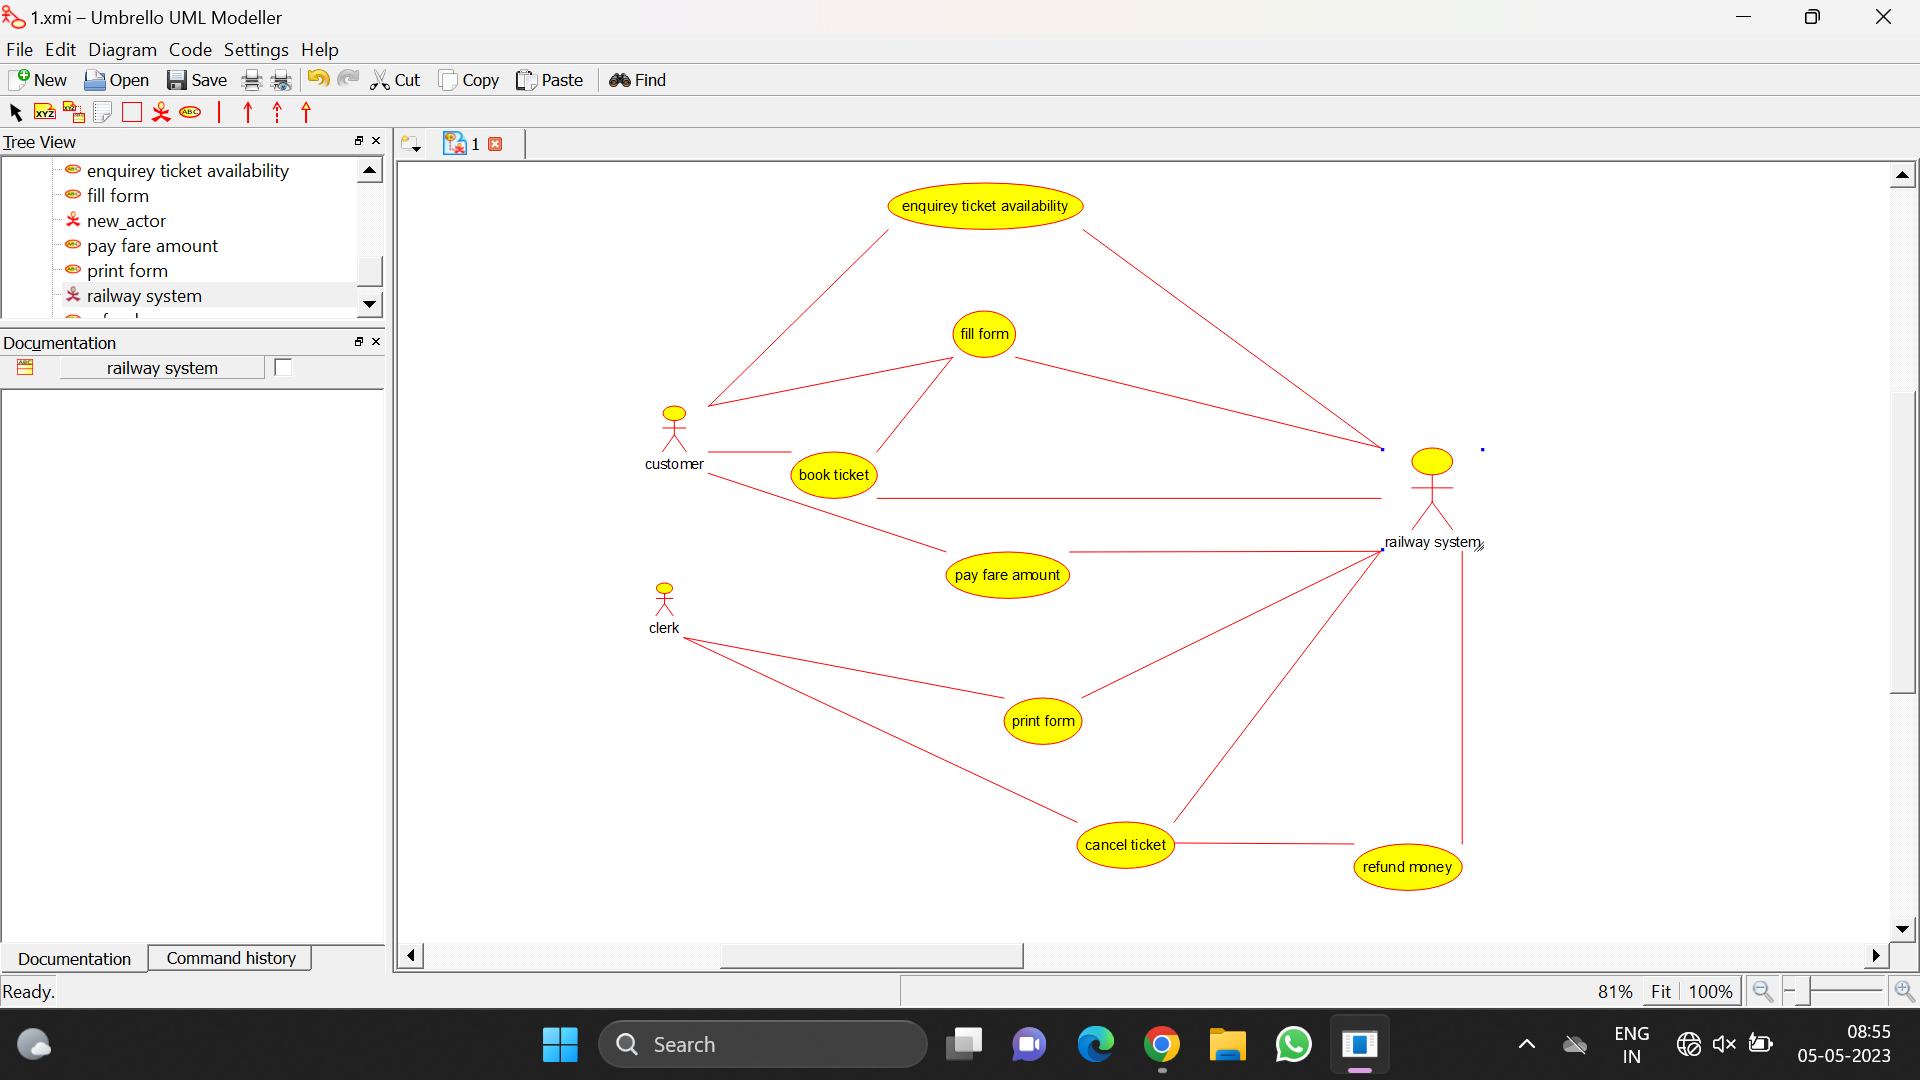 1.xmi – Umbrello UML Modeller
File Edit Diagram Code Settings Help
New Open Save Cut Copy Paste Find
XYZ XYZ ABC
Tree View
1
enquirey ticket availability
fill form
new_actor
pay fare amount
print form
railway system
Documentation
railway system
enquirey ticket availability
fill form
customer
book ticket
railway system
pay fare amount
clerk
print form
cancel ticket
refund money
Documentation Command history
Ready.
81% Fit 100%
Search
ENG
IN
08:55
05-05-2023